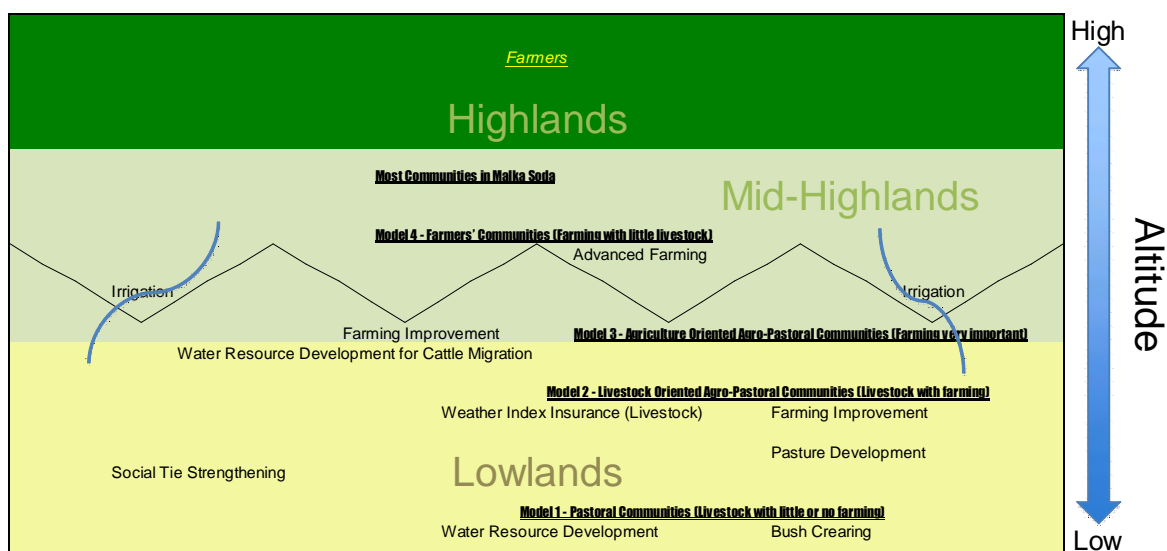 High
Farmers
Highlands
Most Communities in Malka Soda
Mid-Highlands
Model 4 - Farmers' Communities (Farming with little livestock)
Advanced Farming
Irrigation
Irrigation
Farming Improvement
Model 3 - Agriculture Oriented Agro-Pastoral Communities (Farming very important)
Water Resource Development for Cattle Migration
Model 2 - Livestock Oriented Agro-Pastoral Communities (Livestock with farming)
Weather Index Insurance (Livestock)
Farming Improvement
Pasture Development
Social Tie Strengthening
Lowlands
Model 1 - Pastoral Communities (Livestock with little or no farming)
Water Resource Development
Bush Crearing
Low
Altitude